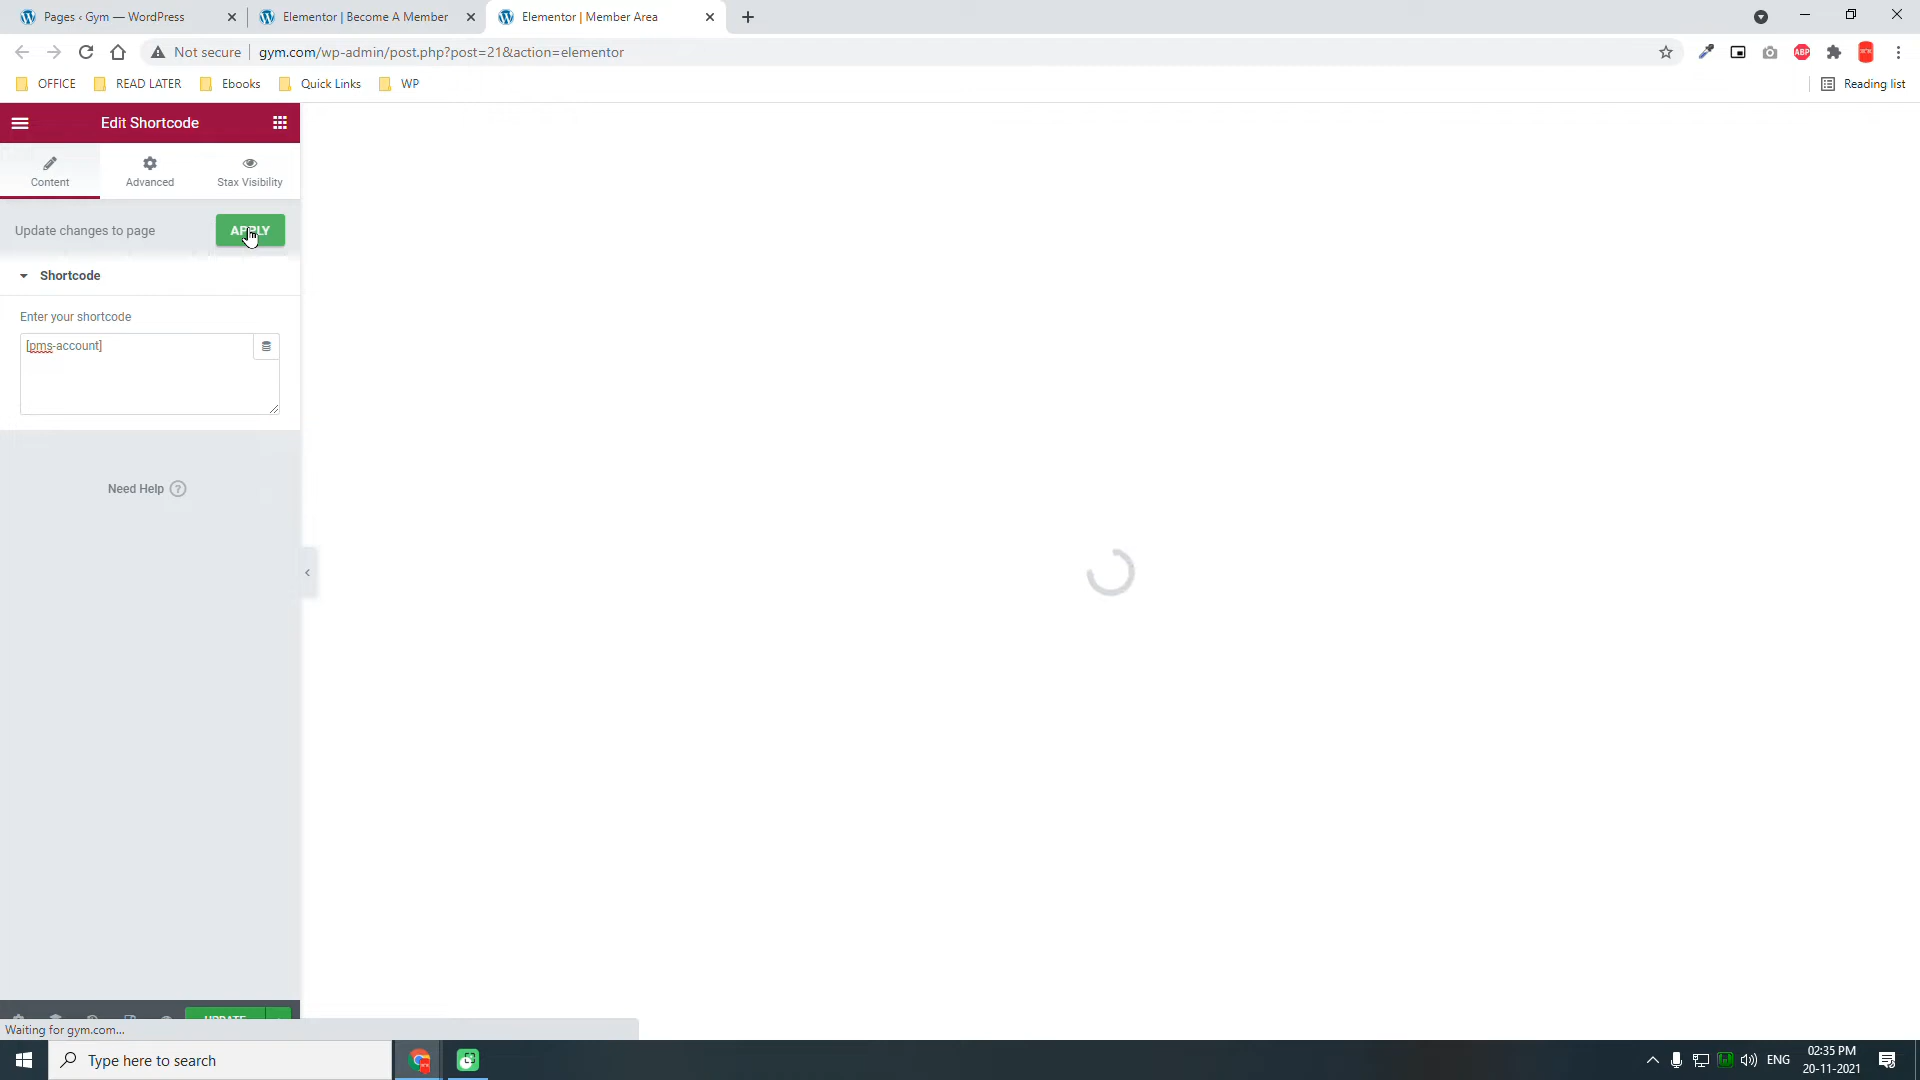 Pages ‹ Gym — WordPress
Elementor | Become A Member
Elementor | Member Area
Not secure
gym.com/wp-admin/post.php?post=21&action=elementor
ABP
OFFICE
READ LATER
Ebooks
Quick Links
WP
Reading list
Edit Shortcode
Content
Advanced
Stax Visibility
Update changes to page
APPLY
Shortcode
Enter your shortcode
[pms-account]
Need Help
UPDATE
Waiting for gym.com...
Type here to search
ENG
02:35 PM
20-11-2021